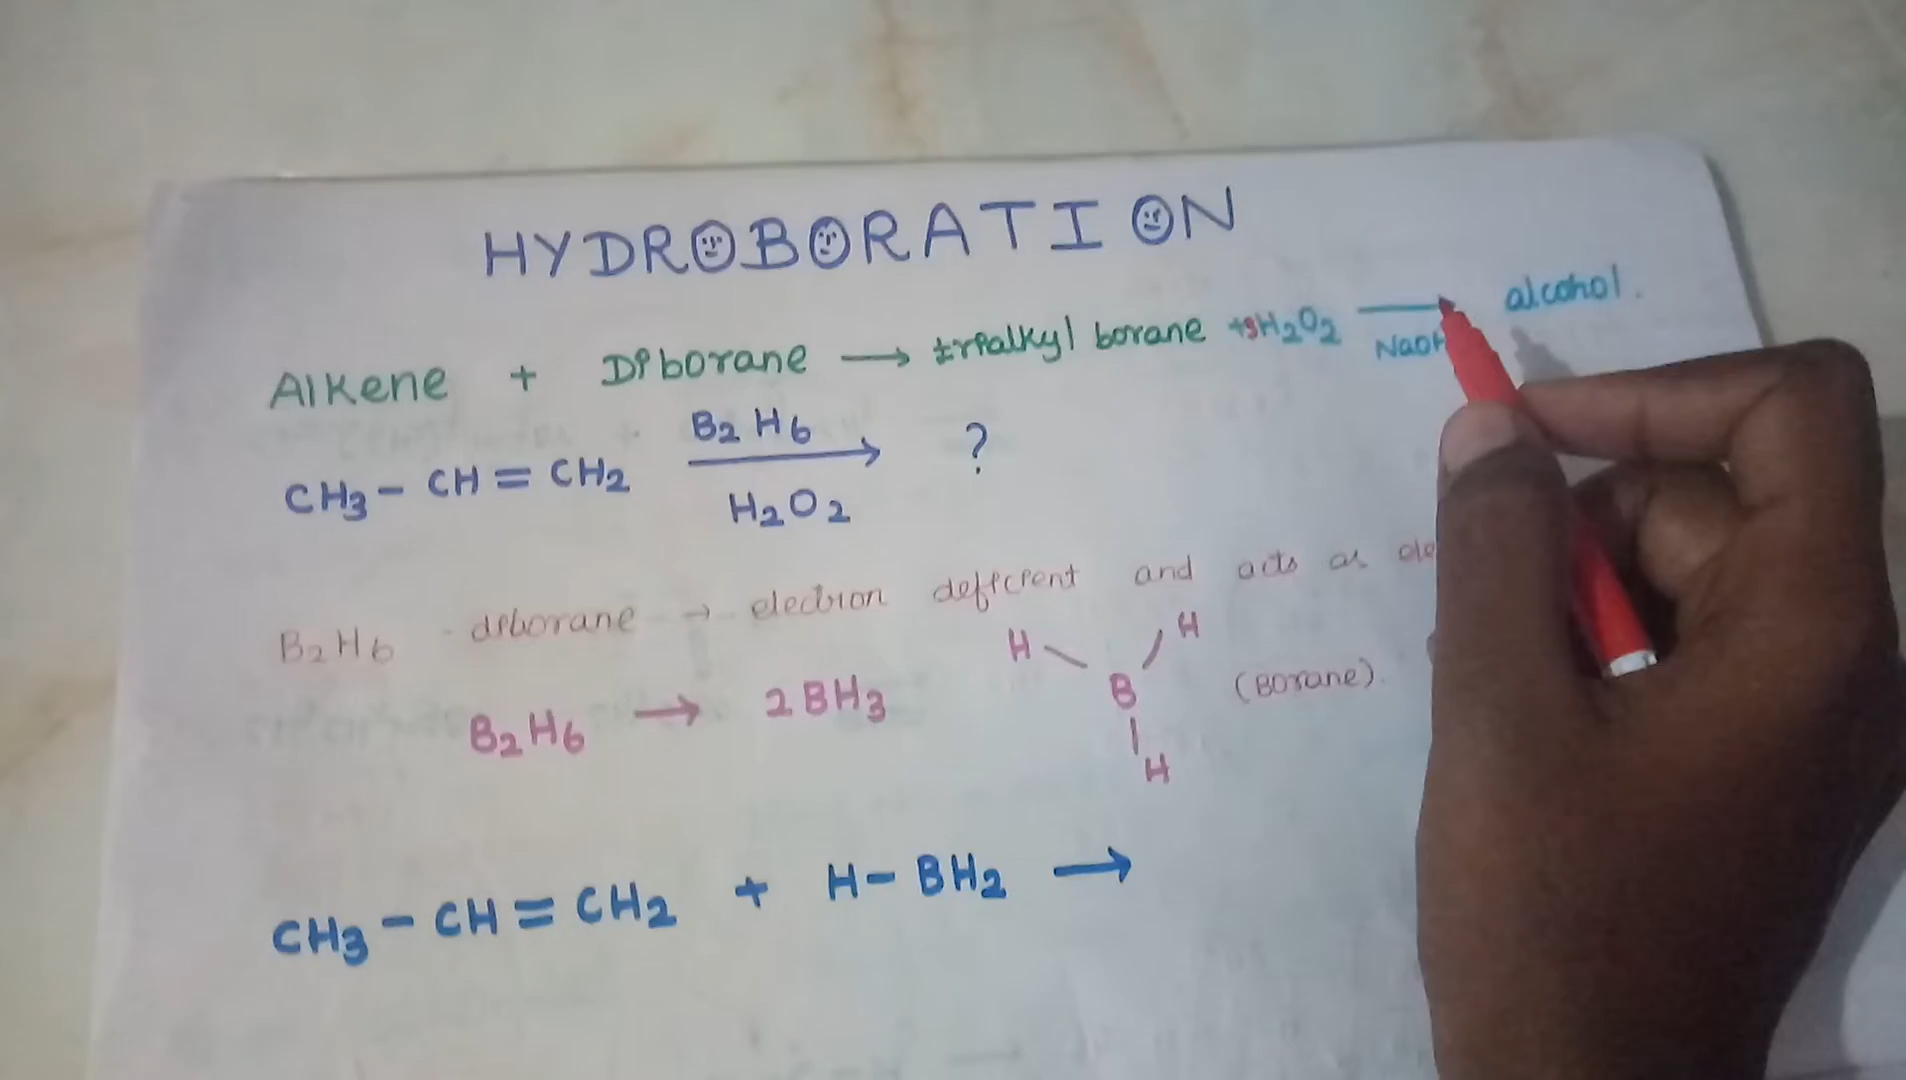 HYDROBORATION
Alkene + Diborane → trialkyl borane +3H2O2 → alcohol.
NaOH
B2H6
CH3 - CH = CH2 → ?
H2O2
B2H6 - diborane → electron deficient and acts as
H H
B2H6 → 2BH3 B (Borane).
H
CH3 - CH = CH2 + H - BH2 →